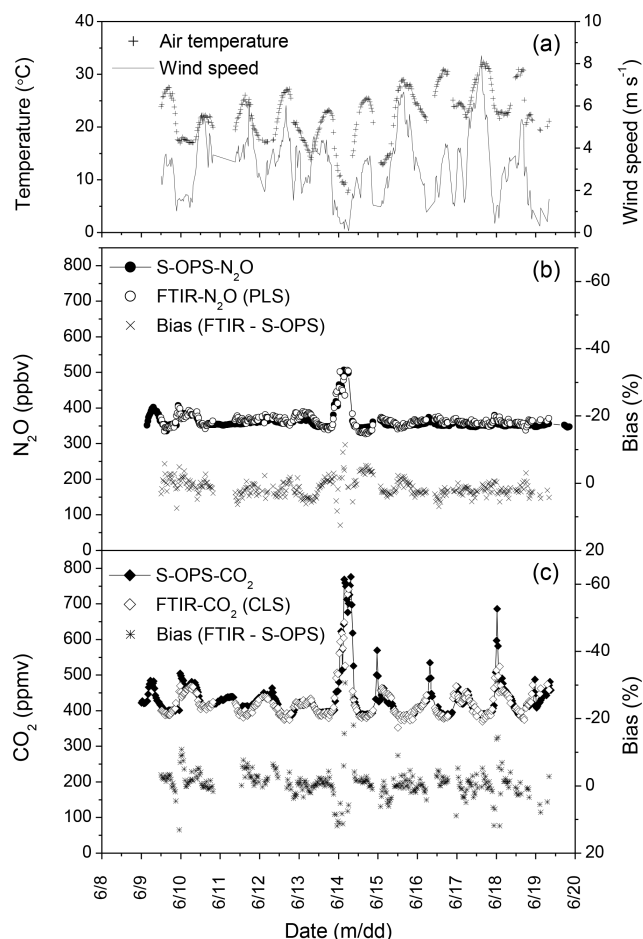 (a)
Air temperature
Wind speed
Temperature (°C)
40
30
20
10
0
Wind speed (m s⁻¹)
10
8
6
4
2
0
(b)
S-OPS-N₂O
FTIR-N₂O (PLS)
Bias (FTIR - S-OPS)
N₂O (ppbv)
800
700
600
500
400
300
200
100
0
Bias (%)
-60
-40
-20
0
20
(c)
S-OPS-CO₂
FTIR-CO₂ (CLS)
Bias (FTIR - S-OPS)
CO₂ (ppmv)
800
700
600
500
400
300
200
100
0
Bias (%)
-60
-40
-20
0
20
6/8
6/9
6/10
6/11
6/12
6/13
6/14
6/15
6/16
6/17
6/18
6/19
6/20
Date (m/dd)